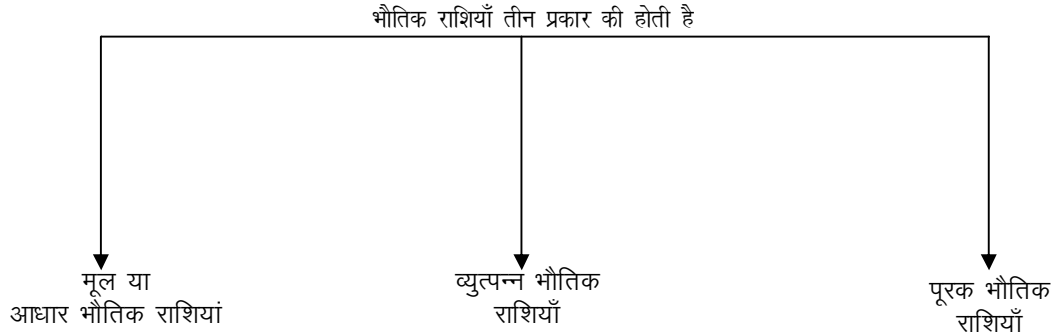 भौतिक राशियाँ तीन प्रकार की होती है
मूल या
आधार भौतिक राशियां
व्युत्पन्न भौतिक
राशियाँ
पूरक भौतिक
राशियाँ